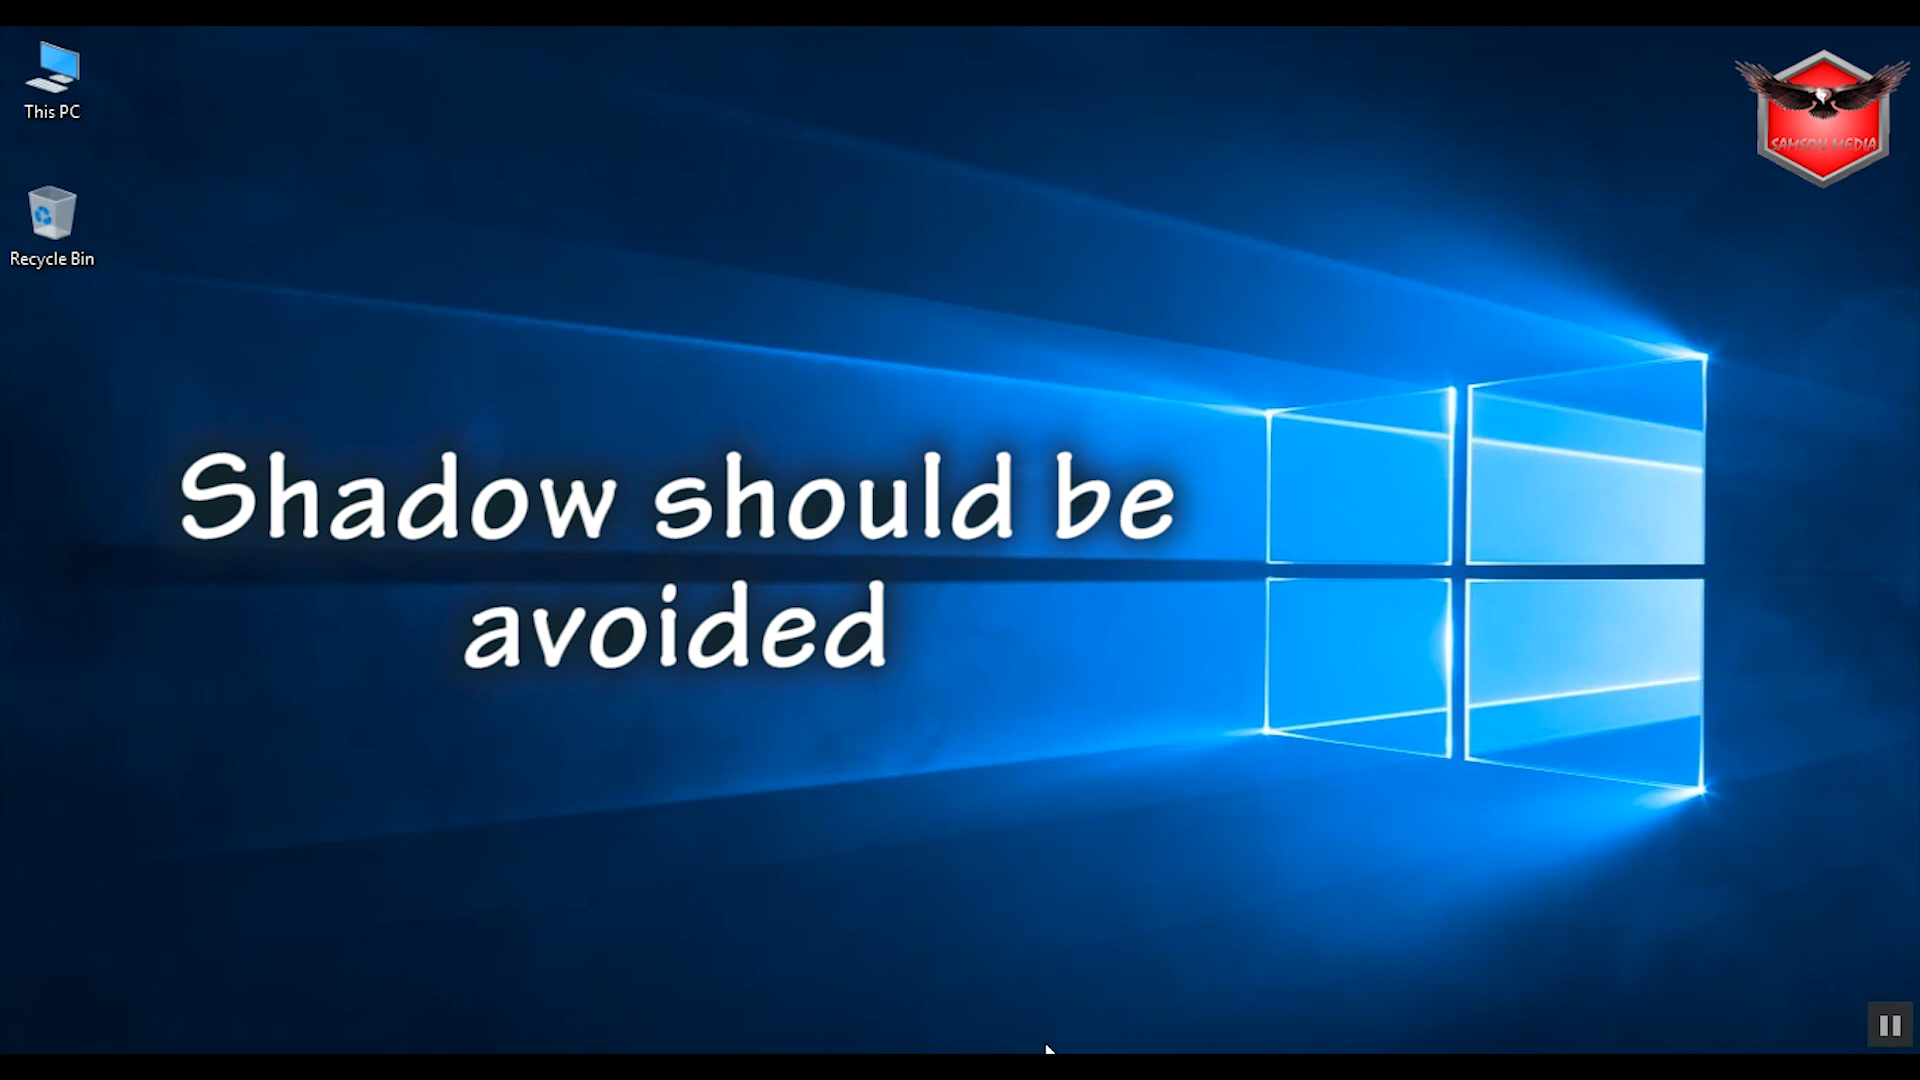 This PC
SAMSON MEDIA
Recycle Bin
Shadow should be
avoided